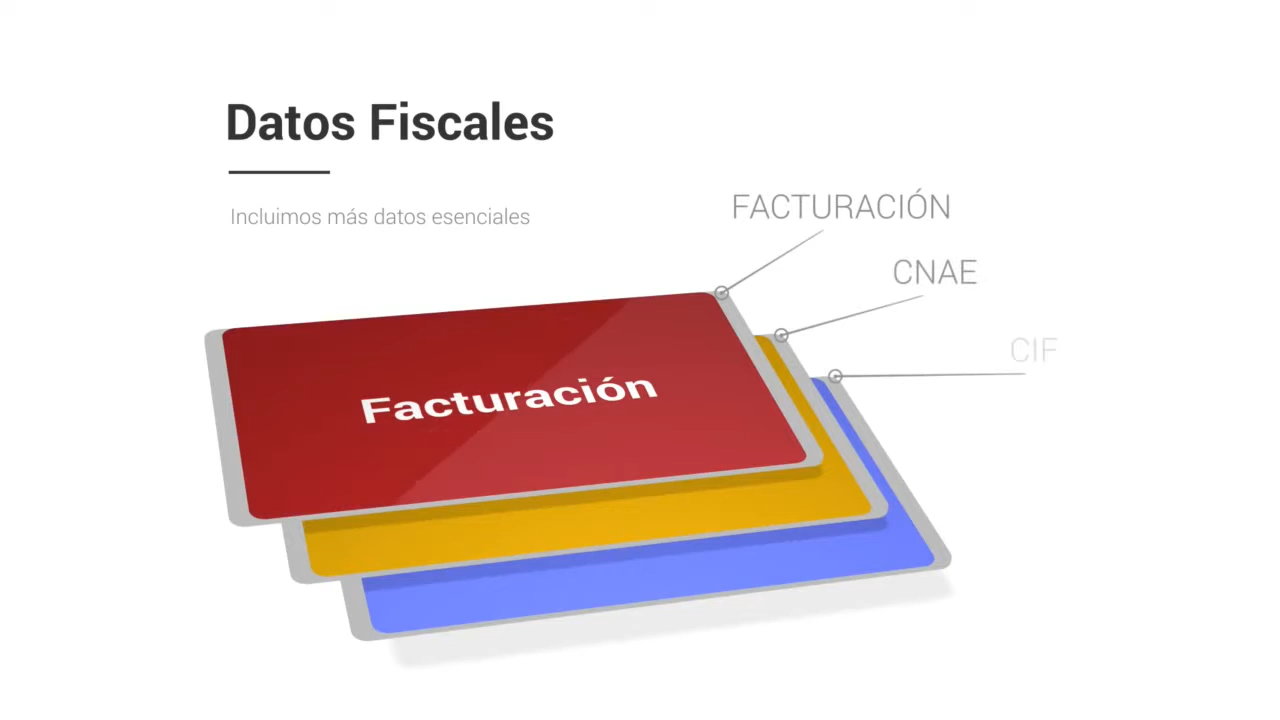 Datos Fiscales
Incluimos más datos esenciales
FACTURACIÓN
CNAE
CIF
Facturación